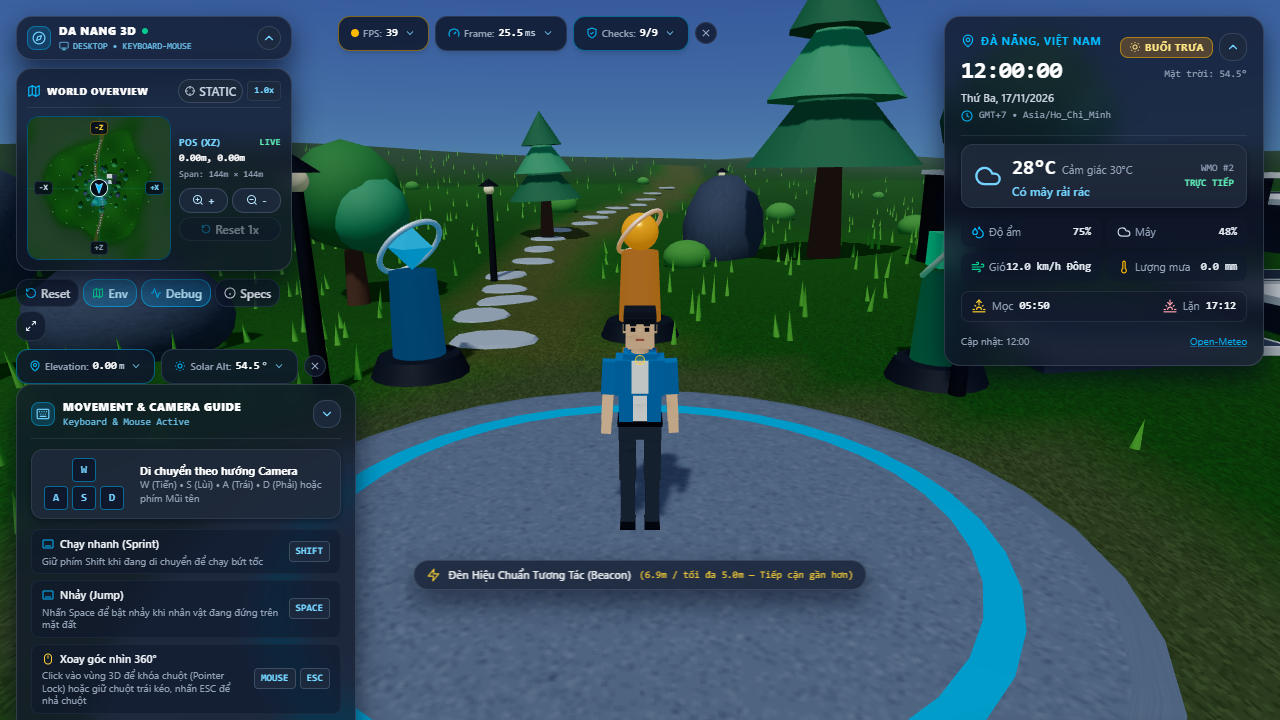 DA NANG 3D
DESKTOP • KEYBOARD-MOUSE
FPS: 39
Frame: 25.5 ms
Checks: 9/9
WORLD OVERVIEW
STATIC
1.0x
-Z
-X
+X
+Z
POS (XZ)
LIVE
0.00m, 0.00m
Span: 144m × 144m
+
-
Reset 1x
Reset
Env
Debug
Specs
Elevation: 0.00 m
Solar Alt: 54.5 °
MOVEMENT & CAMERA GUIDE
Keyboard & Mouse Active
W
A
S
D
Di chuyển theo hướng Camera
W (Tiến) • S (Lùi) • A (Trái) • D (Phải) hoặc
phím Mũi tên
Chạy nhanh (Sprint)
Giữ phím Shift khi đang di chuyển để chạy bứt tốc
SHIFT
Nhảy (Jump)
Nhấn Space để bật nhảy khi nhân vật đang đứng trên
mặt đất
SPACE
Xoay góc nhìn 360°
Click vào vùng 3D để khóa chuột (Pointer
Lock) hoặc giữ chuột trái kéo, nhấn ESC để
nhả chuột
MOUSE
ESC
Đèn Hiệu Chuẩn Tương Tác (Beacon) (6.9m / tối đa 5.0m — Tiếp cận gần hơn)
ĐÀ NẴNG, VIỆT NAM
BUỔI TRƯA
12:00:00
Mặt trời: 54.5°
Thứ Ba, 17/11/2026
GMT+7 • Asia/Ho_Chi_Minh
28°C Cảm giác 30°C
WMO #2
Có mây rải rác
TRỰC TIẾP
Độ ẩm 75%
Mây 48%
Gió 12.0 km/h Đông
Lượng mưa 0.0 mm
Mọc 05:50
Lặn 17:12
Cập nhật: 12:00
Open-Meteo